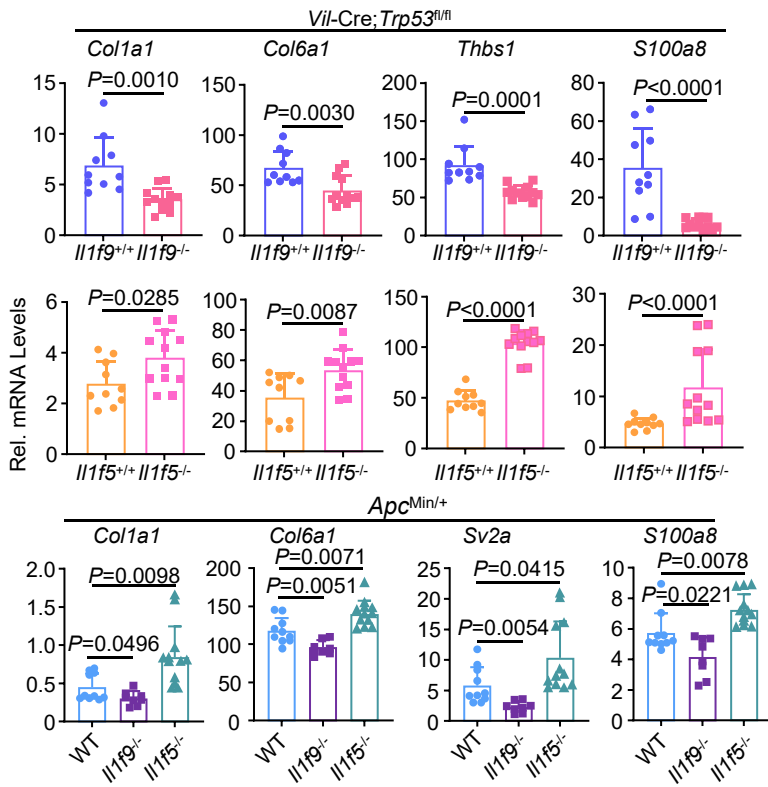 Vil-Cre;Trp53fl/fl
Col1a1 Col6a1 Thbs1 S100a8
P=0.0010 P=0.0030 P=0.0001 P<0.0001
15 10 5 0
150 100 50 0
200 150 100 50 0
80 60 40 20 0
Il1f9+/+ Il1f9-/- Il1f9+/+ Il1f9-/- Il1f9+/+ Il1f9-/- Il1f9+/+ Il1f9-/-
Rel. mRNA Levels
P=0.0285 P=0.0087 P<0.0001 P<0.0001
6 4 2 0
100 80 60 40 20 0
150 100 50 0
30 20 10 0
Il1f5+/+ Il1f5-/- Il1f5+/+ Il1f5-/- Il1f5+/+ Il1f5-/- Il1f5+/+ Il1f5-/-
ApcMin/+
Col1a1 Col6a1 Sv2a S100a8
P=0.0098 P=0.0071 P=0.0415 P=0.0078
P=0.0496 P=0.0051 P=0.0054 P=0.0221
2.0 1.5 1.0 0.5 0
200 150 100 50 0
25 20 15 10 5 0
10 8 6 4 2 0
WT Il1f9-/- Il1f5-/- WT Il1f9-/- Il1f5-/- WT Il1f9-/- Il1f5-/- WT Il1f9-/- Il1f5-/-